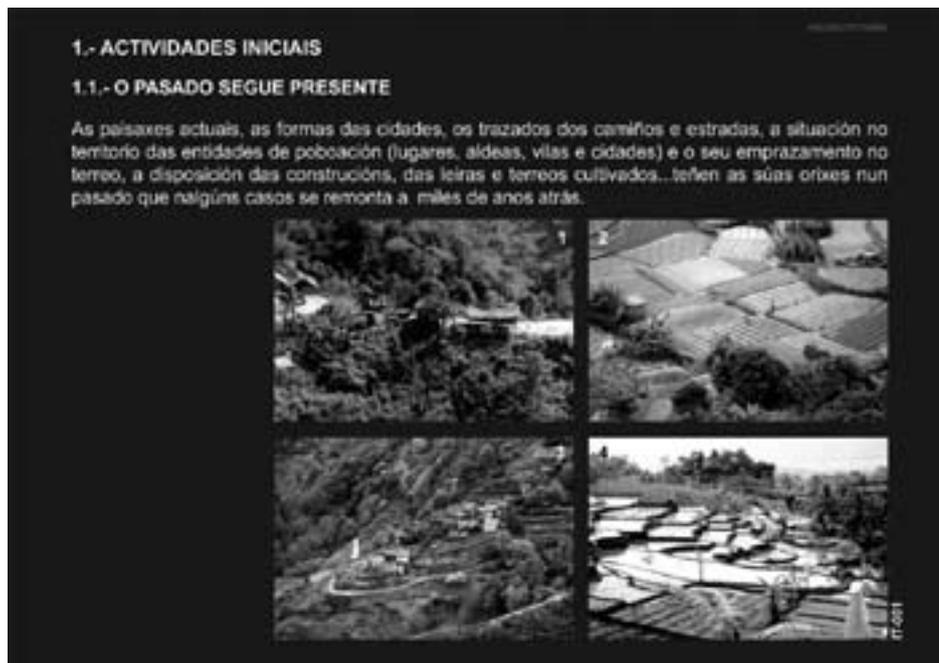 1.- ACTIVIDADES INICIAIS
1.1.- O PASADO SEGUE PRESENTE
As paisaxes actuais, as formas das cidades, os trazados dos camiños e estradas, a situación no
territorio das entidades de poboación (lugares, aldeas, vilas e cidades) e o seu emprazamento no
terreo, a disposición das construcións, das leiras e terreos cultivados...teñen as súas orixes nun
pasado que nalgúns casos se remonta a miles de anos atrás.
1
2
3
4